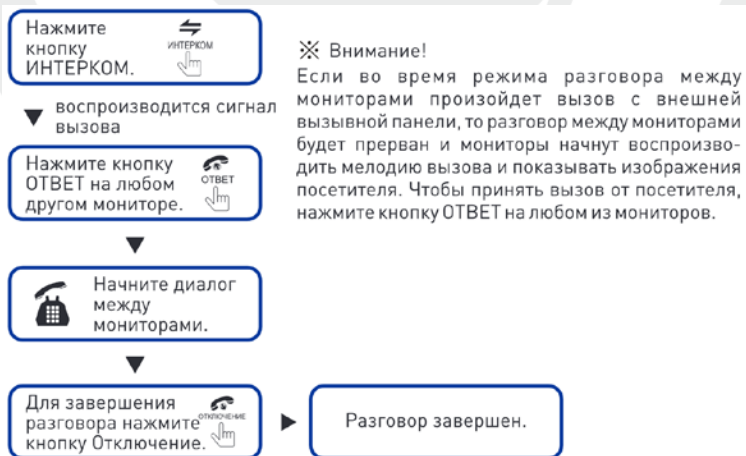 Нажмите
кнопку
ИНТЕРКОМ.
ИНТЕРКОМ
воспроизводится сигнал
вызова
Нажмите кнопку
ОТВЕТ на любом
другом мониторе.
ОТВЕТ
Начните диалог
между
мониторами.
Для завершения
разговора нажмите
кнопку Отключение.
ОТКЛЮЧЕНИЕ
Разговор завершен.
※ Внимание!
Если во время режима разговора между
мониторами произойдет вызов с внешней
вызывной панели, то разговор между мониторами
будет прерван и мониторы начнут воспроизво-
дить мелодию вызова и показывать изображения
посетителя. Чтобы принять вызов от посетителя,
нажмите кнопку ОТВЕТ на любом из мониторов.